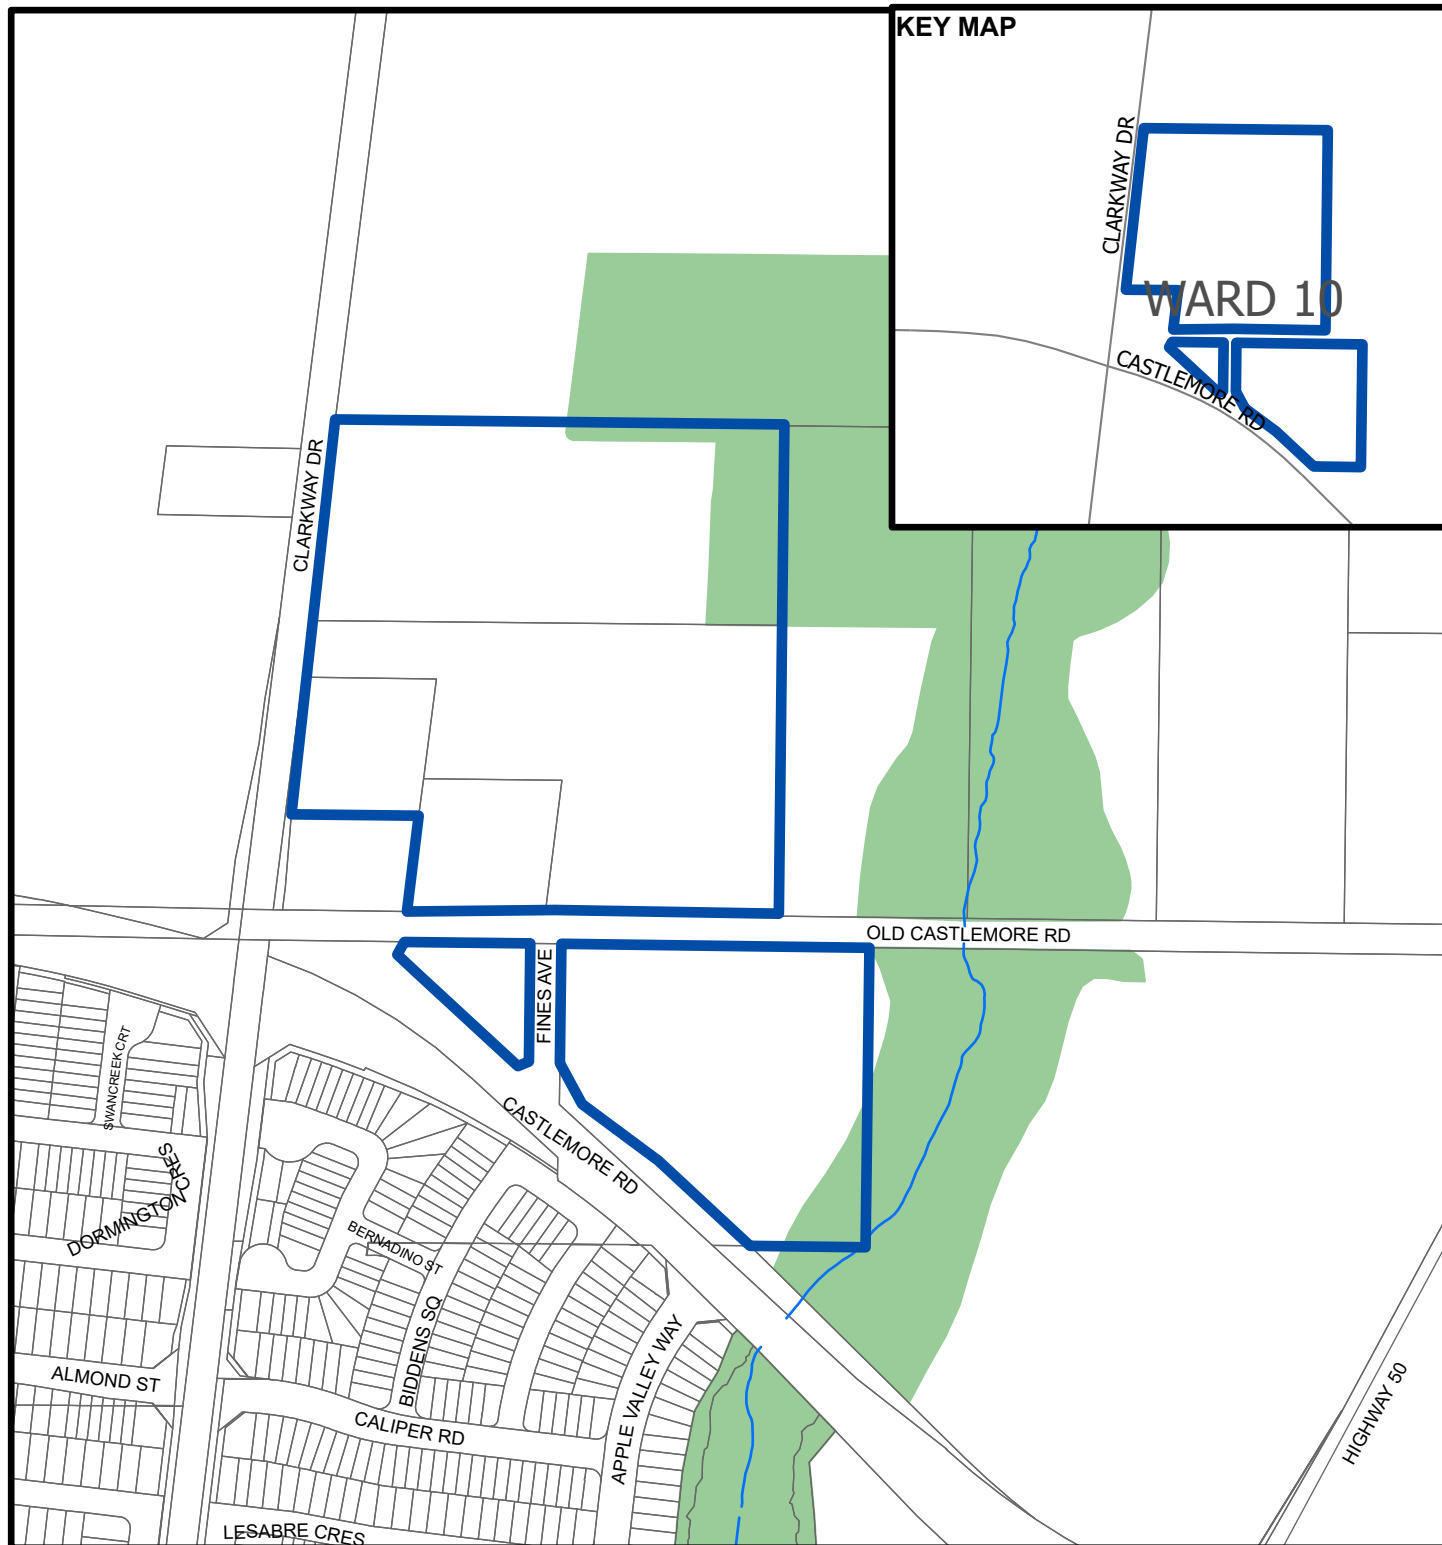 KEY MAP
CLARKWAY DR
WARD 10
CASTLEMORE RD
CLARKWAY DR
OLD CASTLEMORE RD
FINES AVE
SWANCREEK CRT
CASTLEMORE RD
DORMINGTON
CRES
BERNADINO ST
BIDDENS SQ
APPLE VALLEY WAY
ALMOND ST
CALIPER RD
HIGHWAY 50
LESABRE CRES